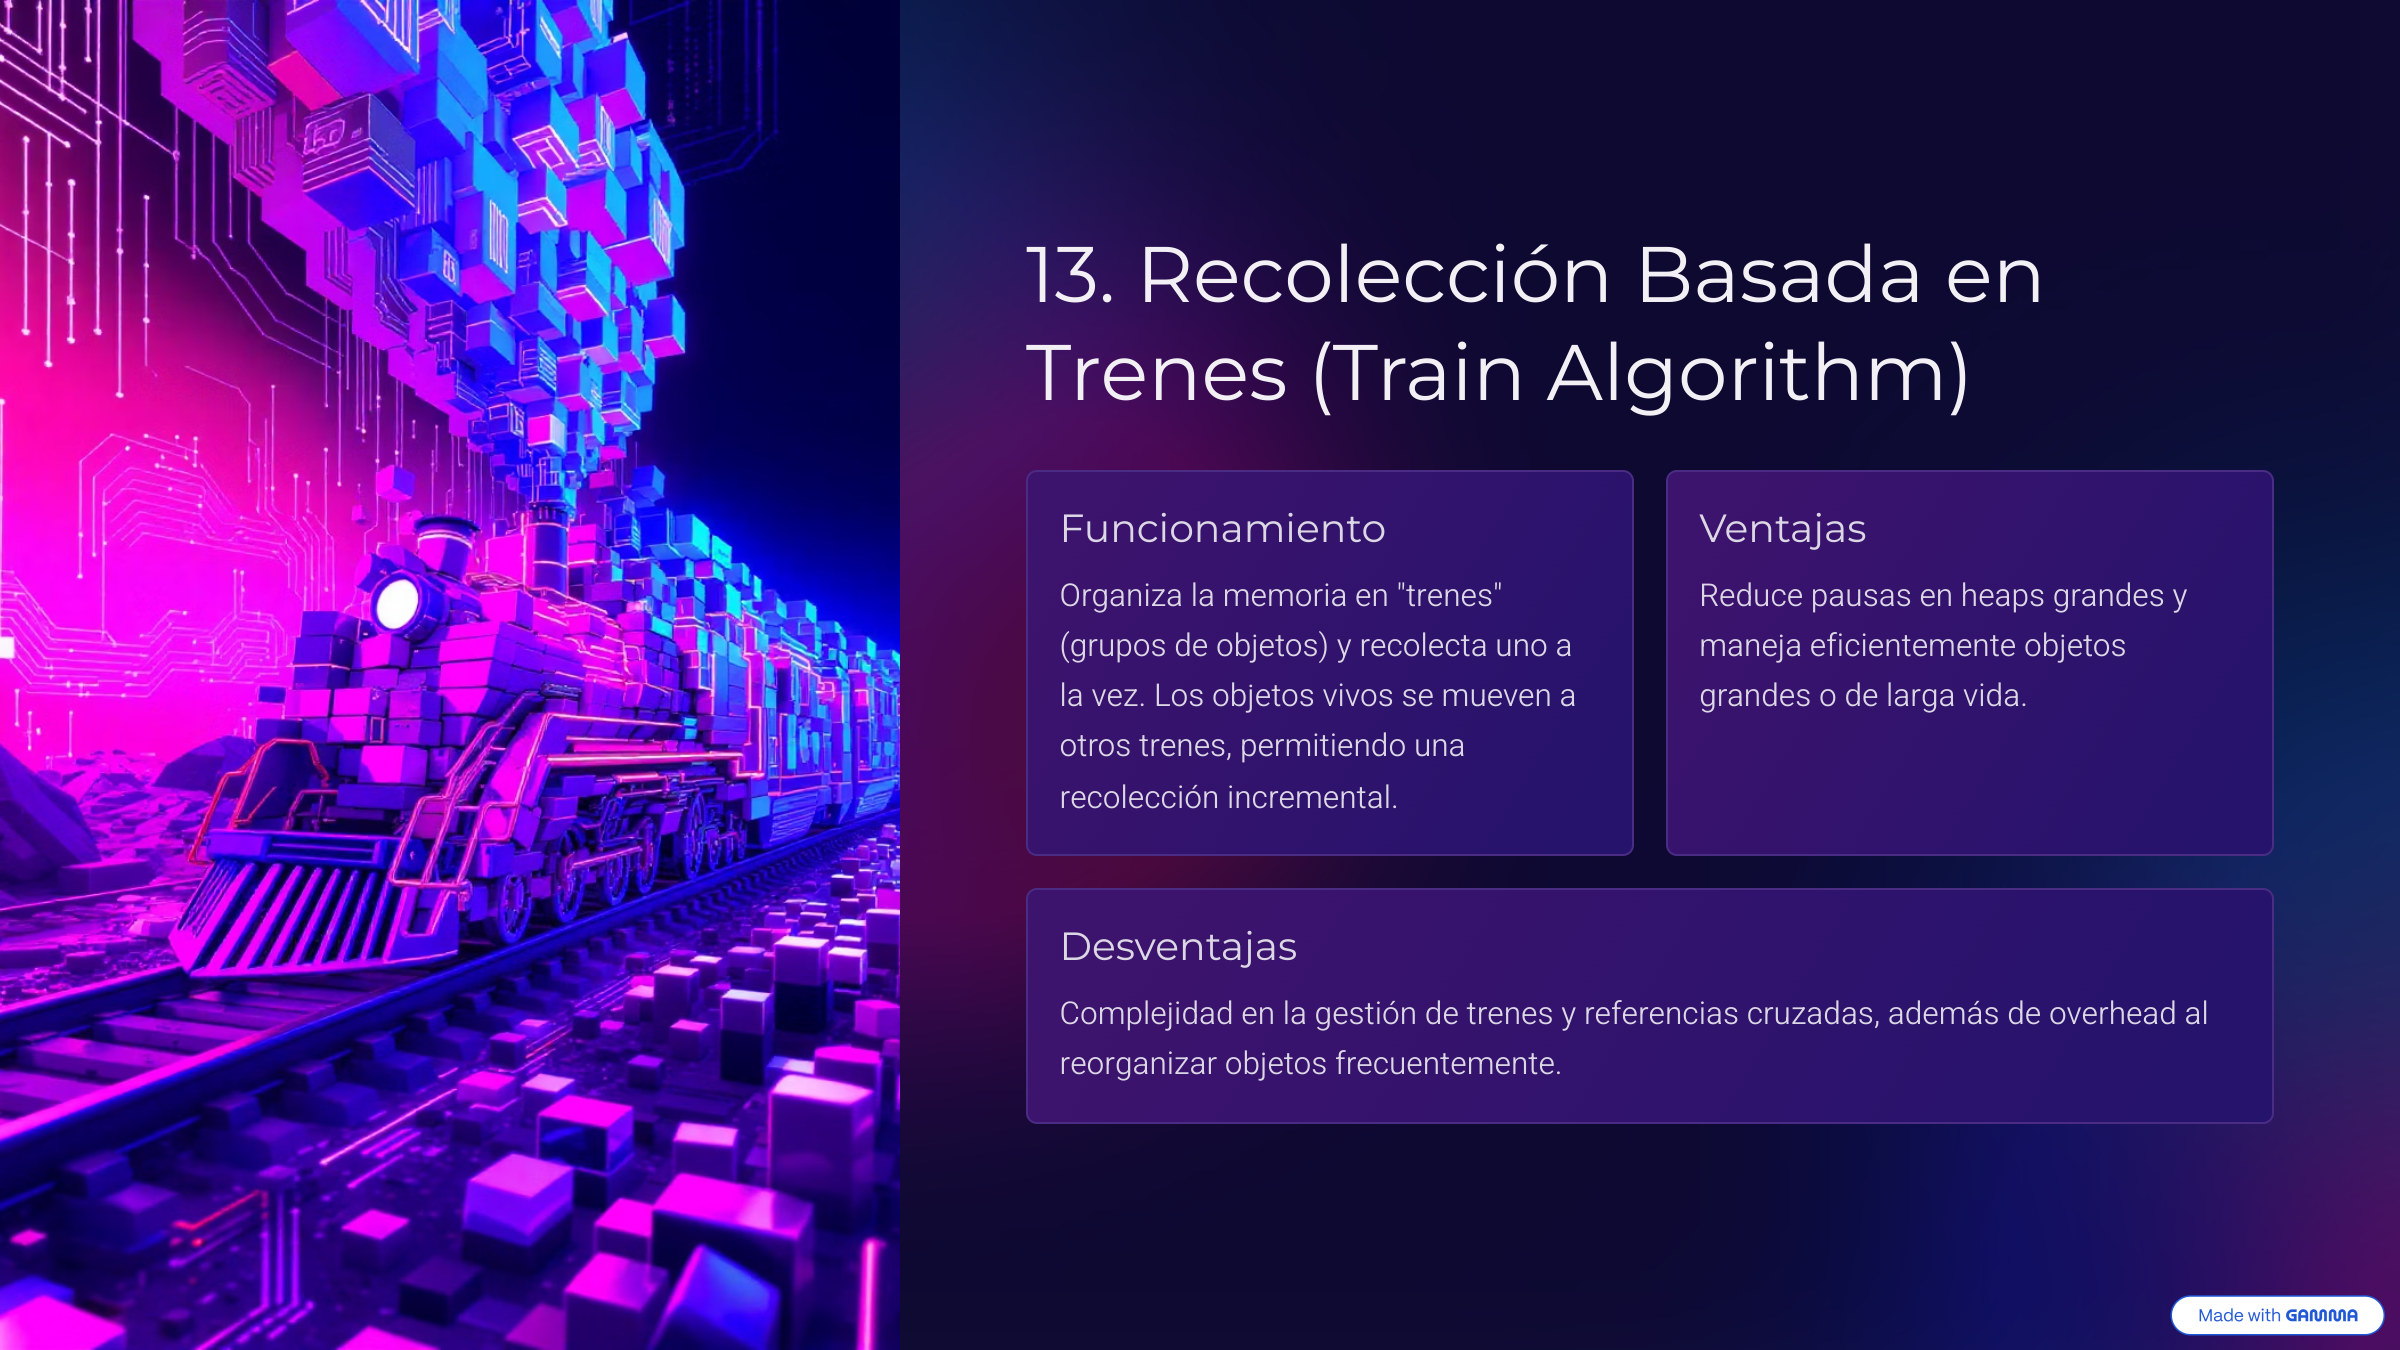 13. Recolección Basada en
Trenes (Train Algorithm)
Funcionamiento
Organiza la memoria en "trenes"
(grupos de objetos) y recolecta uno a
la vez. Los objetos vivos se mueven a
otros trenes, permitiendo una
recolección incremental.
Ventajas
Reduce pausas en heaps grandes y
maneja eficientemente objetos
grandes o de larga vida.
Desventajas
Complejidad en la gestión de trenes y referencias cruzadas, además de overhead al
reorganizar objetos frecuentemente.
Made with GAMMA